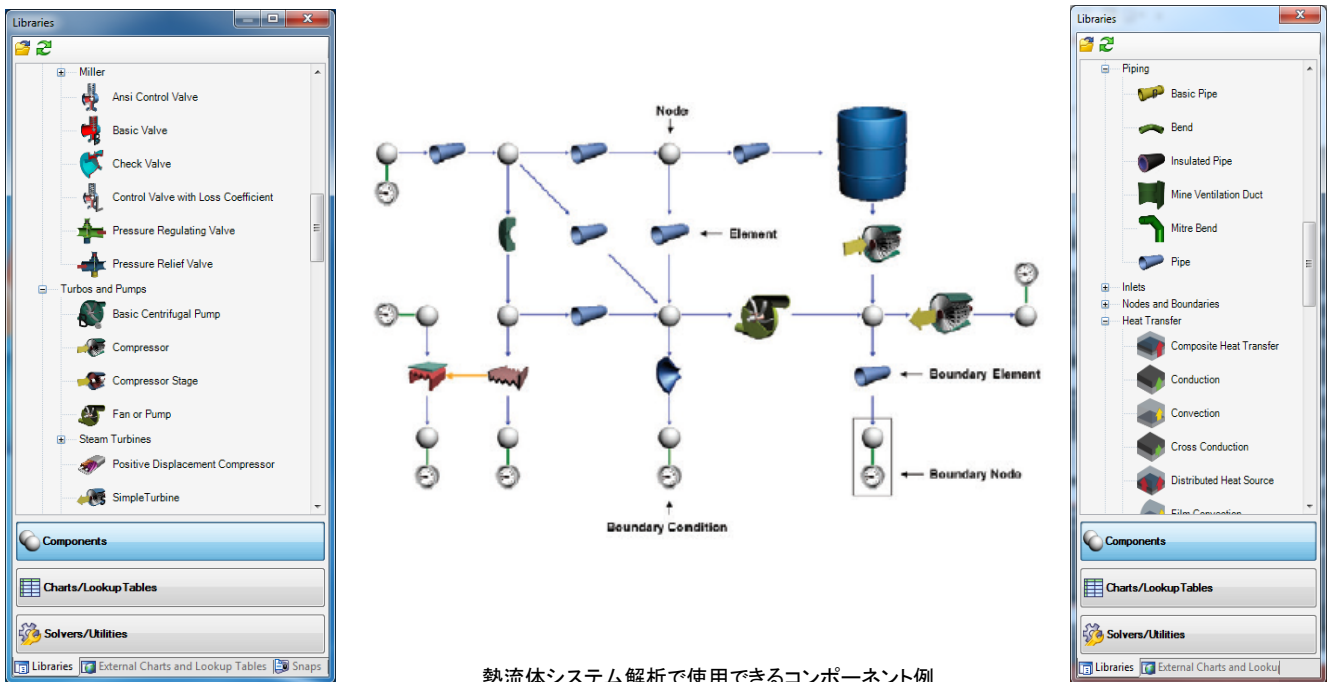 Libraries
Miller
Ansi Control Valve
Basic Valve
Check Valve
Control Valve with Loss Coefficient
Pressure Regulating Valve
Pressure Relief Valve
Turbos and Pumps
Basic Centrifugal Pump
Compressor
Compressor Stage
Fan or Pump
Steam Turbines
Positive Displacement Compressor
SimpleTurbine
Components
Charts/Lookup Tables
Solvers/Utilities
Libraries External Charts and Lookup Tables Snaps
Node
Element
Boundary Element
Boundary Node
Boundary Condition
熱流体システム解析で使用できるコンポーネント例
Libraries
Piping
Basic Pipe
Bend
Insulated Pipe
Mine Ventilation Duct
Mitre Bend
Pipe
Inlets
Nodes and Boundaries
Heat Transfer
Composite Heat Transfer
Conduction
Convection
Cross Conduction
Distributed Heat Source
Film Convection
Components
Charts/Lookup Tables
Solvers/Utilities
Libraries External Charts and Looku